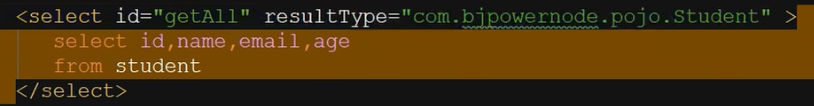 <select id="getAll" resultType="com.bjpowernode.pojo.Student" >
select id,name,email,age
from student
</select>